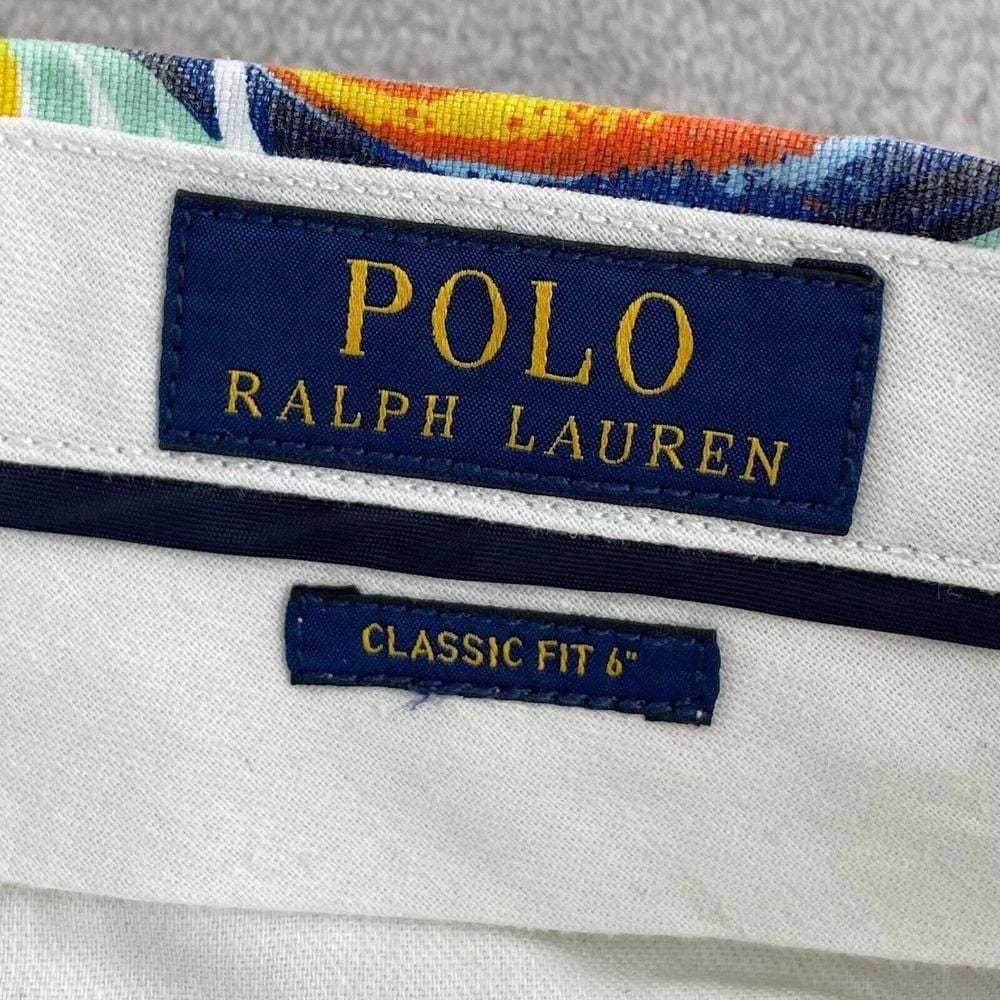 POLO
RALPH LAUREN
CLASSIC FIT 6"